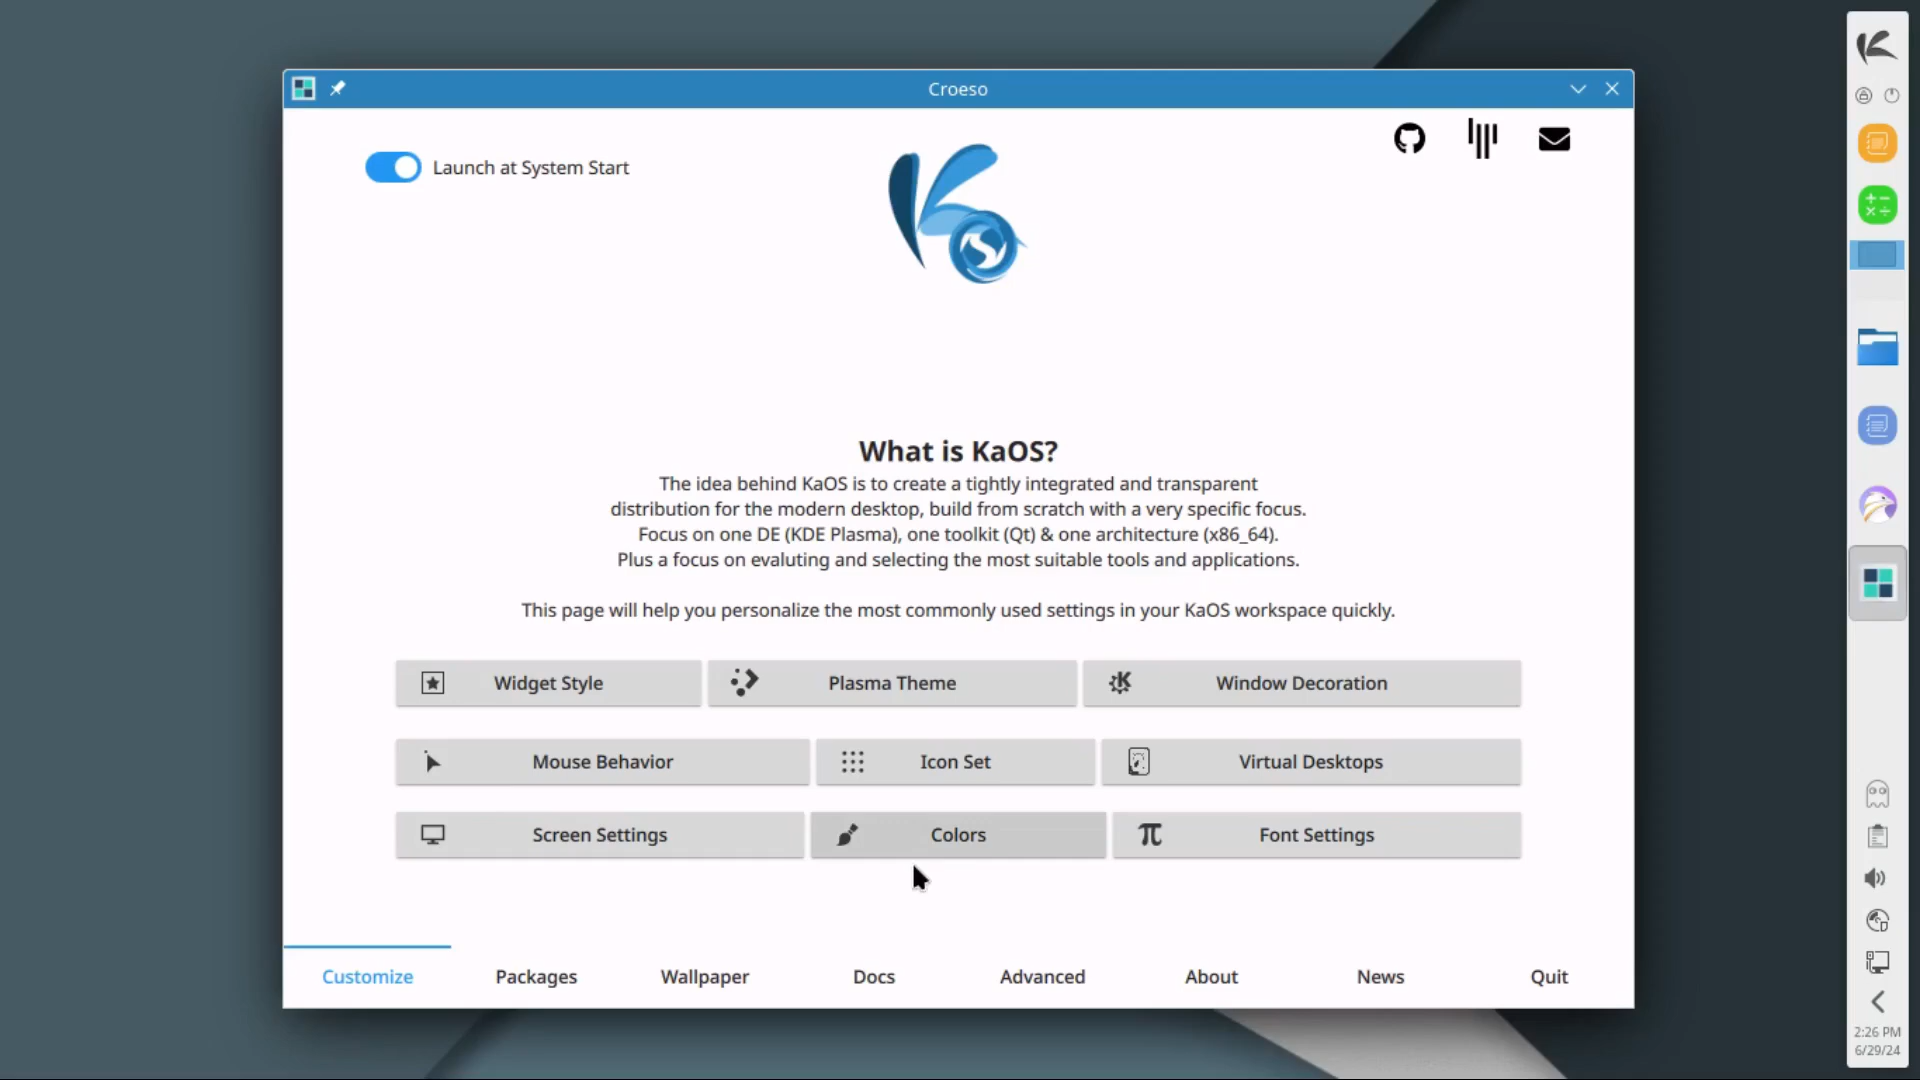 Croeso
Launch at System Start
What is KaOS?
The idea behind KaOS is to create a tightly integrated and transparent
distribution for the modern desktop, build from scratch with a very specific focus.
Focus on one DE (KDE Plasma), one toolkit (Qt) & one architecture (x86_64).
Plus a focus on evaluting and selecting the most suitable tools and applications.
This page will help you personalize the most commonly used settings in your KaOS workspace quickly.
Widget Style Plasma Theme Window Decoration
Mouse Behavior Icon Set Virtual Desktops
Screen Settings Colors Font Settings
Customize Packages Wallpaper Docs Advanced About News Quit
2:26 PM
6/29/24